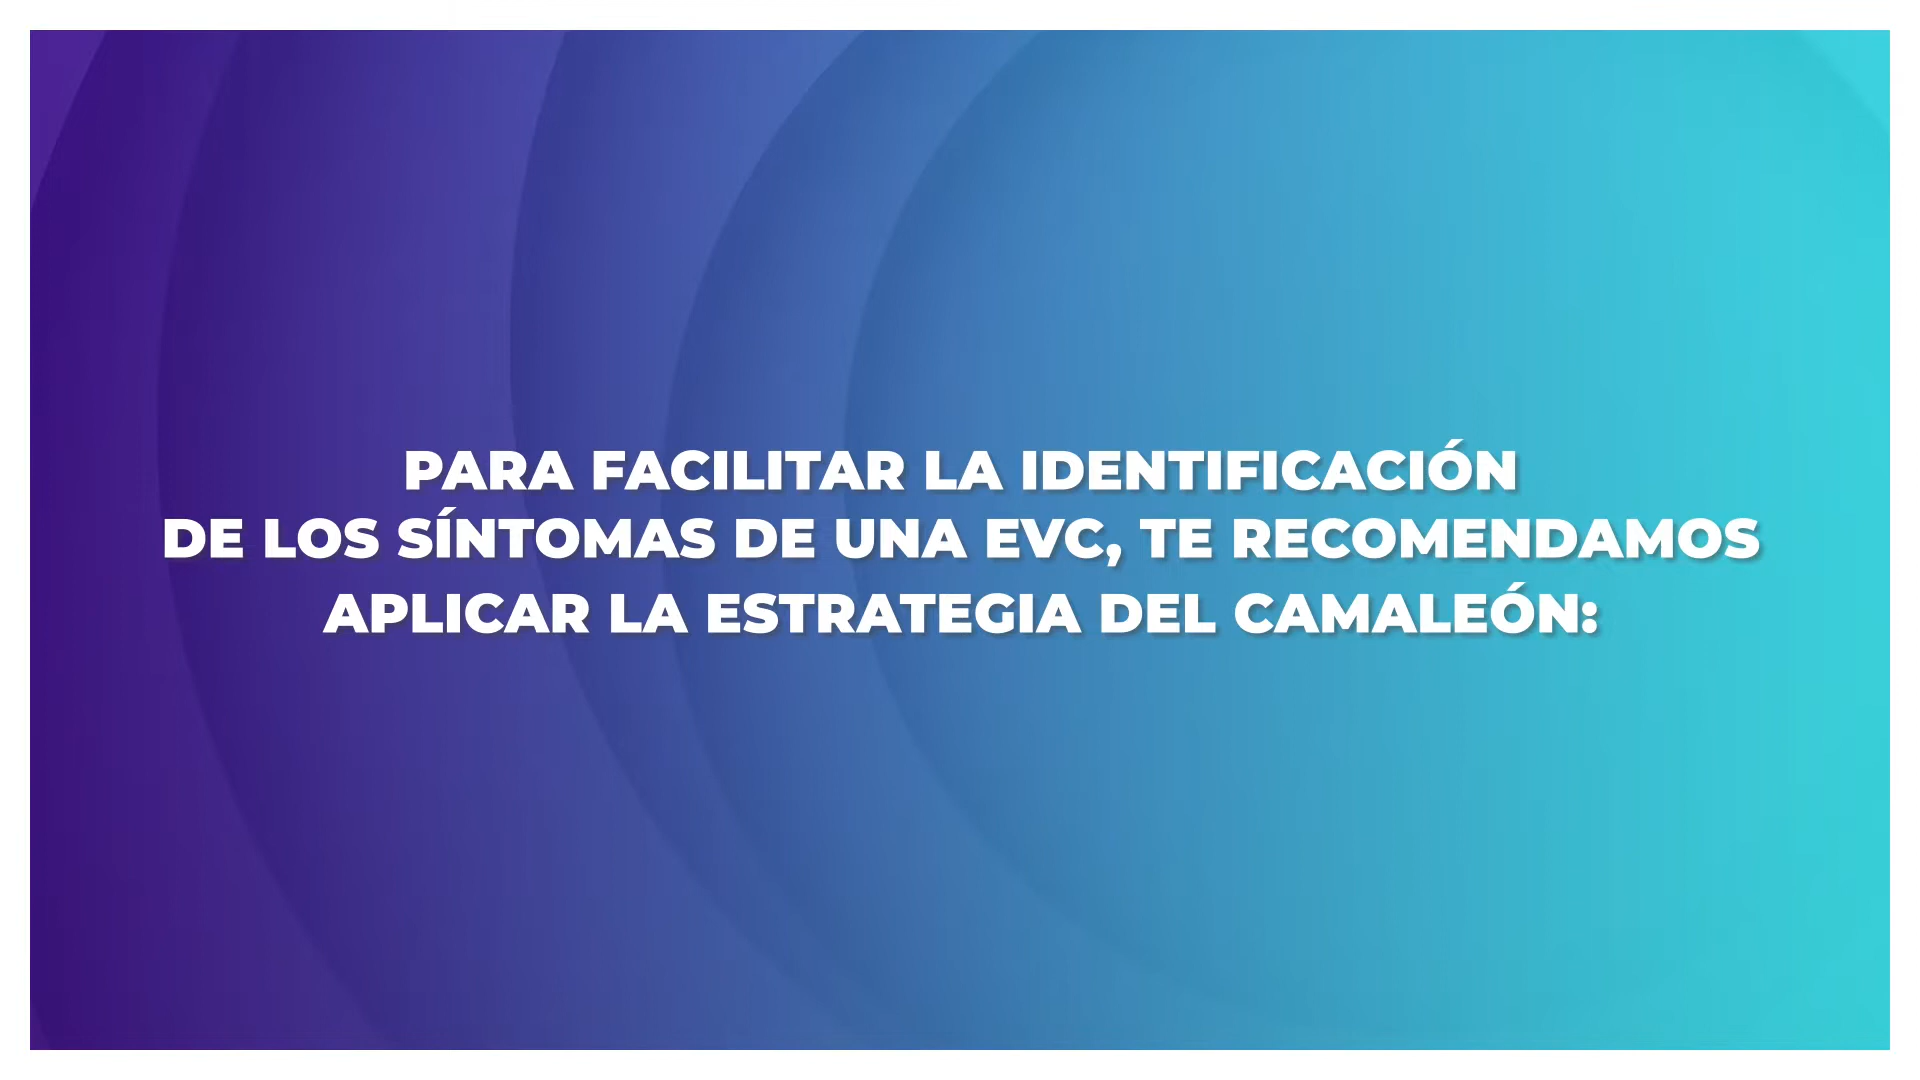 PARA FACILITAR LA IDENTIFICACIÓN
DE LOS SÍNTOMAS DE UNA EVC, TE RECOMENDAMOS
APLICAR LA ESTRATEGIA DEL CAMALEÓN: